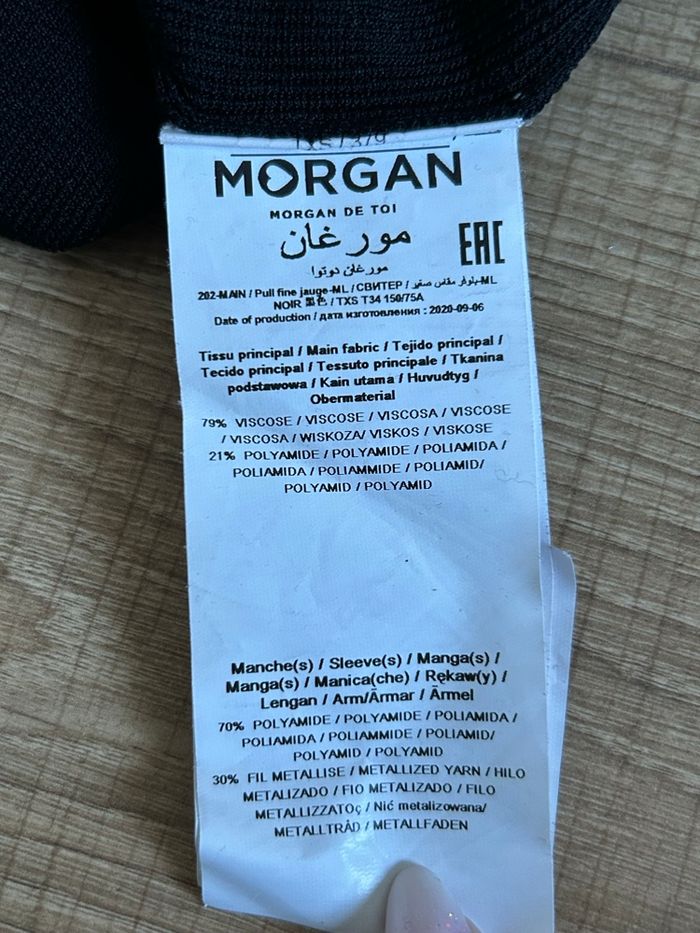 MORGAN
MORGAN DE TOI
مورغان
EAC
مورغان دوتوا
202-MAIN / Pull fine jauge-ML / СВИТЕР / بلوفر مقاس صغير-ML
NOIR 黑色 / TXS T34 150/75A
Date of production / дата изготовления : 2020-09-06
Tissu principal / Main fabric / Tejido principal /
Tecido principal / Tessuto principale / Tkanina
podstawowa / Kain utama / Huvudtyg /
Obermaterial
79% VISCOSE / VISCOSE / VISCOSA / VISCOSE
/ VISCOSA / WISKOZA/ VISKOS / VISKOSE
21% POLYAMIDE / POLYAMIDE / POLIAMIDA /
POLIAMIDA / POLIAMMIDE / POLIAMID/
POLYAMID / POLYAMID
Manche(s) / Sleeve(s) / Manga(s) /
Manga(s) / Manica(che) / Rękaw(y) /
Lengan / Arm/Ärmar / Ärmel
70% POLYAMIDE / POLYAMIDE / POLIAMIDA /
POLIAMIDA / POLIAMMIDE / POLIAMID/
POLYAMID / POLYAMID
30% FIL METALLISE / METALLIZED YARN / HILO
METALIZADO / FIO METALIZADO / FILO
METALLIZZATOç / Nić metalizowana/
METALLTRÅD / METALLFADEN